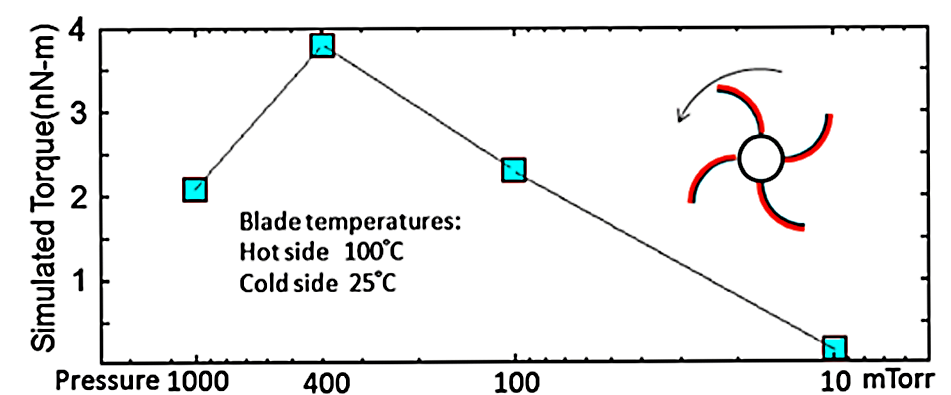 Simulated Torque(nN-m)
4
3
2
1
Blade temperatures:
Hot side 100°C
Cold side 25°C
Pressure 1000 400 100 10 mTorr